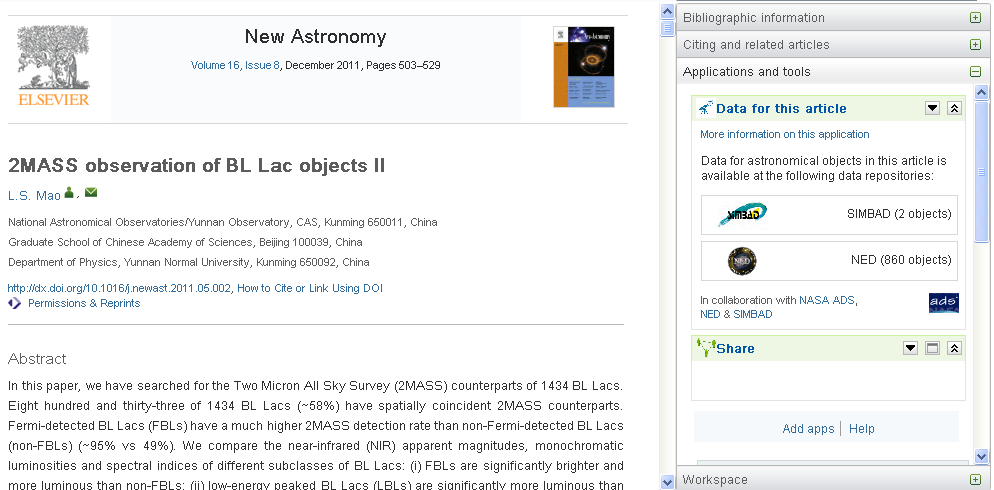 ELSEVIER
New Astronomy
Volume 16, Issue 8, December 2011, Pages 503–529
2MASS observation of BL Lac objects II
L.S. Mao ,
National Astronomical Observatories/Yunnan Observatory, CAS, Kunming 650011, China
Graduate School of Chinese Academy of Sciences, Beijing 100039, China
Department of Physics, Yunnan Normal University, Kunming 650092, China
http://dx.doi.org/10.1016/j.newast.2011.05.002, How to Cite or Link Using DOI
Permissions & Reprints
Abstract
In this paper, we have searched for the Two Micron All Sky Survey (2MASS) counterparts of 1434 BL Lacs.
Eight hundred and thirty-three of 1434 BL Lacs (~58%) have spatially coincident 2MASS counterparts.
Fermi-detected BL Lacs (FBLs) have a much higher 2MASS detection rate than non-Fermi-detected BL Lacs
(non-FBLs) (~95% vs 49%). We compare the near-infrared (NIR) apparent magnitudes, monochromatic
luminosities and spectral indices of different subclasses of BL Lacs: (i) FBLs are significantly brighter and
more luminous than non-FBLs; (ii) low-energy peaked BL Lacs (LBLs) are significantly more luminous than
Bibliographic information
Citing and related articles
Applications and tools
Data for this article
More information on this application
Data for astronomical objects in this article is
available at the following data repositories:
SIMBAD
SIMBAD (2 objects)
NED
NED (860 objects)
In collaboration with NASA ADS,
NED & SIMBAD
ads
Share
Add apps | Help
Workspace